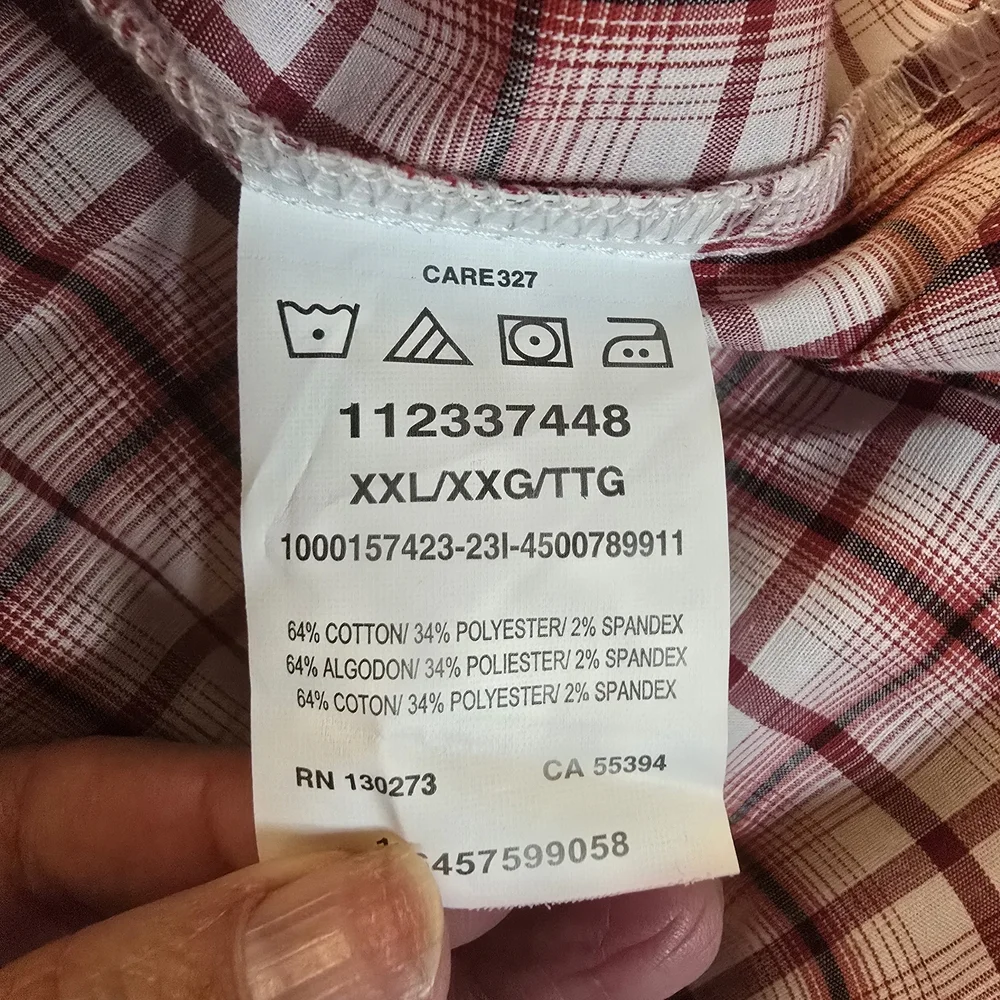 CARE327
112337448
XXL/XXG/TTG
1000157423-23I-4500789911
64% COTTON/ 34% POLYESTER/ 2% SPANDEX
64% ALGODON/ 34% POLIESTER/ 2% SPANDEX
64% COTON/ 34% POLYESTER/ 2% SPANDEX
RN 130273 CA 55394